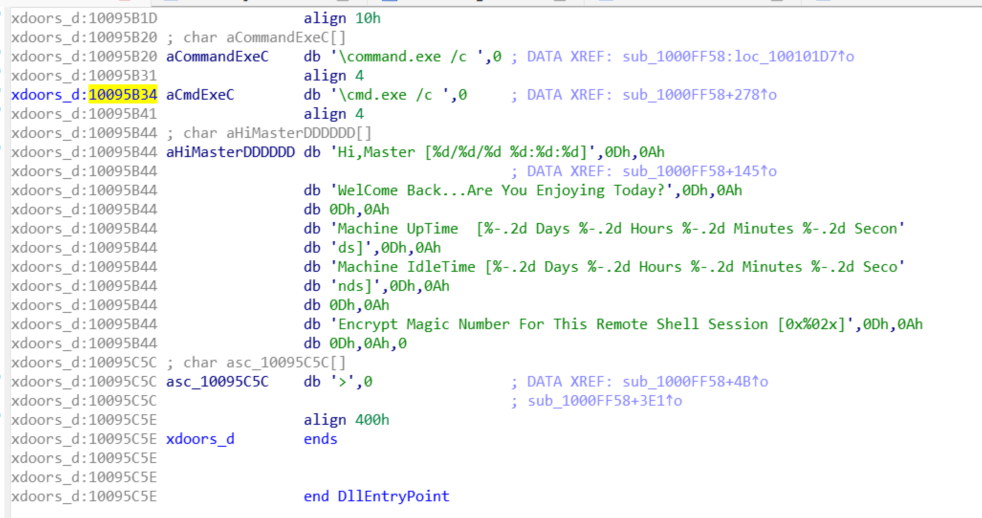 xdoors_d:10095B1D align 10h
xdoors_d:10095B20 ; char aCommandExeC[]
xdoors_d:10095B20 aCommandExeC db '\command.exe /c ',0 ; DATA XREF: sub_1000FF58:loc_100101D7↑o
xdoors_d:10095B31 align 4
xdoors_d:10095B34 aCmdExeC db '\cmd.exe /c ',0 ; DATA XREF: sub_1000FF58+278↑o
xdoors_d:10095B41 align 4
xdoors_d:10095B44 ; char aHiMasterDDDDDD[]
xdoors_d:10095B44 aHiMasterDDDDDD db 'Hi,Master [%d/%d/%d %d:%d:%d]',0Dh,0Ah
xdoors_d:10095B44 ; DATA XREF: sub_1000FF58+145↑o
xdoors_d:10095B44 db 'WelCome Back...Are You Enjoying Today?',0Dh,0Ah
xdoors_d:10095B44 db 0Dh,0Ah
xdoors_d:10095B44 db 'Machine UpTime  [%-.2d Days %-.2d Hours %-.2d Minutes %-.2d Secon'
xdoors_d:10095B44 db 'ds]',0Dh,0Ah
xdoors_d:10095B44 db 'Machine IdleTime [%-.2d Days %-.2d Hours %-.2d Minutes %-.2d Seco'
xdoors_d:10095B44 db 'nds]',0Dh,0Ah
xdoors_d:10095B44 db 0Dh,0Ah
xdoors_d:10095B44 db 'Encrypt Magic Number For This Remote Shell Session [0x%02x]',0Dh,0Ah
xdoors_d:10095B44 db 0Dh,0Ah,0
xdoors_d:10095C5C ; char asc_10095C5C[]
xdoors_d:10095C5C asc_10095C5C db '>',0 ; DATA XREF: sub_1000FF58+4B↑o
xdoors_d:10095C5C ; sub_1000FF58+3E1↑o
xdoors_d:10095C5E align 400h
xdoors_d:10095C5E xdoors_d ends
xdoors_d:10095C5E
xdoors_d:10095C5E
xdoors_d:10095C5E end DllEntryPoint